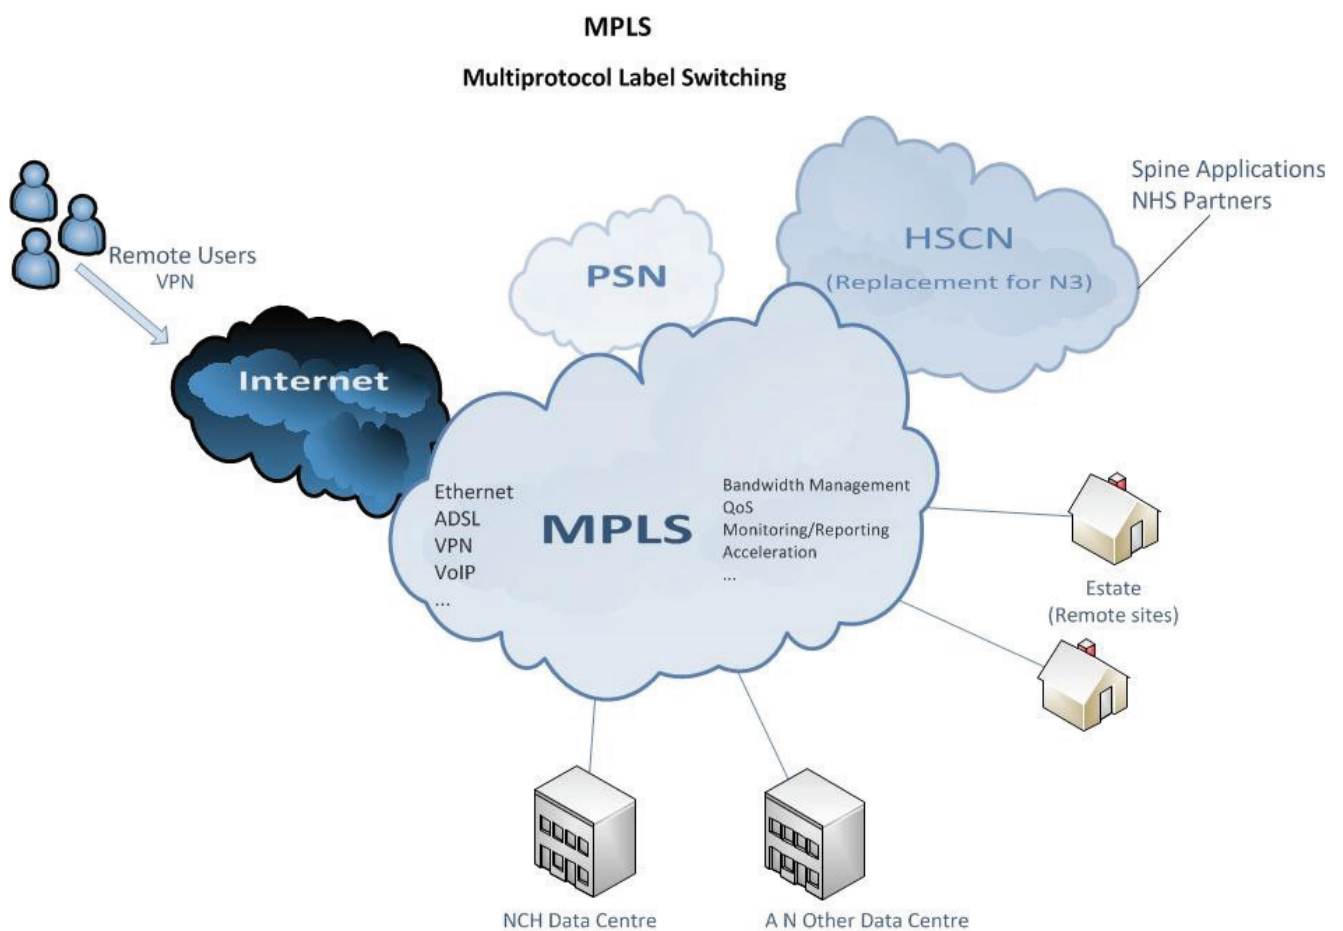 MPLS
Multiprotocol Label Switching
Spine Applications
NHS Partners
HSCN
(Replacement for N3)
PSN
Remote Users
VPN
Internet
Ethernet
ADSL
VPN
VoIP
...
MPLS
Bandwidth Management
QoS
Monitoring/Reporting
Acceleration
...
Estate
(Remote sites)
NCH Data Centre
A N Other Data Centre